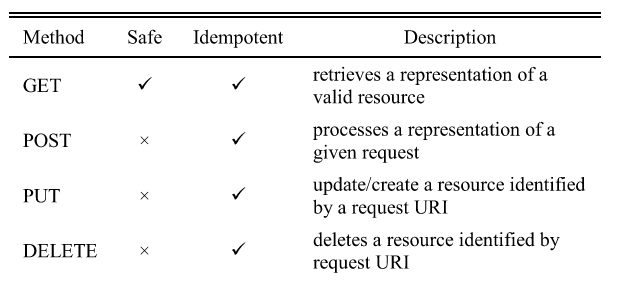 Method Safe Idempotent Description
GET ✓ ✓ retrieves a representation of a
valid resource
POST × ✓ processes a representation of a
given request
PUT × ✓ update/create a resource identified
by a request URI
DELETE × ✓ deletes a resource identified by
request URI